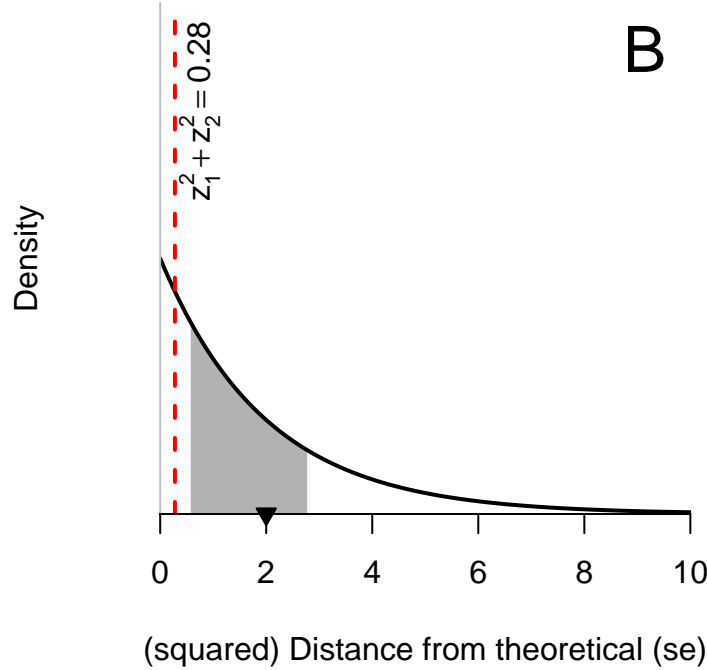 B
z₁² + z₂² = 0.28
Density
0 2 4 6 8 10
(squared) Distance from theoretical (se)